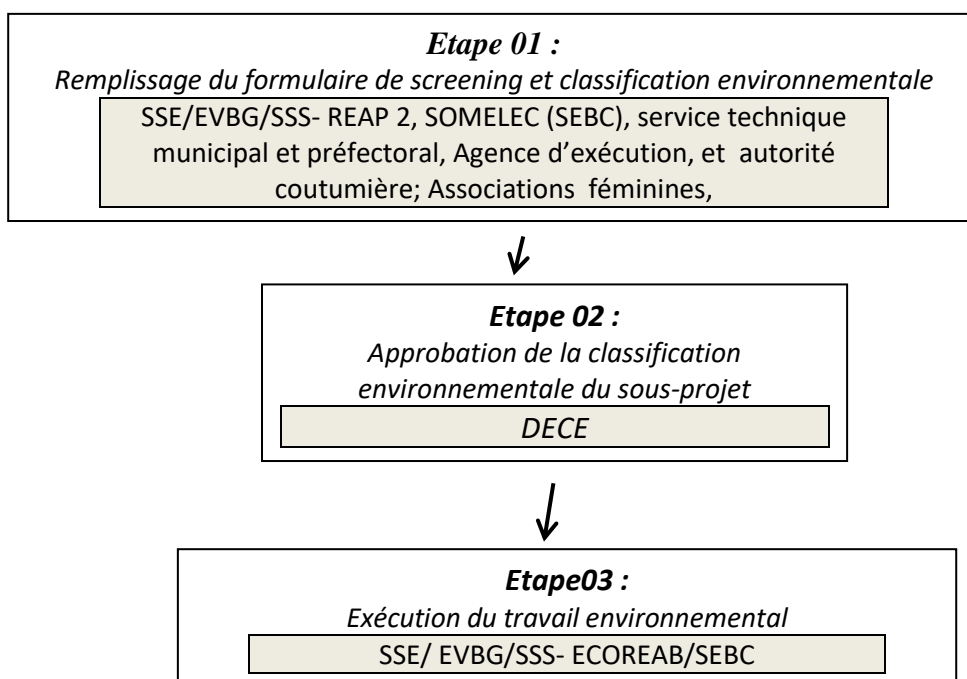 Etape 01 :
Remplissage du formulaire de screening et classification environnementale
SSE/EVBG/SSS- REAP 2, SOMELEC (SEBC), service technique
municipal et préfectoral, Agence d’exécution, et autorité
coutumière; Associations féminines,
Etape 02 :
Approbation de la classification
environnementale du sous-projet
DECE
Etape03 :
Exécution du travail environnemental
SSE/ EVBG/SSS- ECOREAB/SEBC